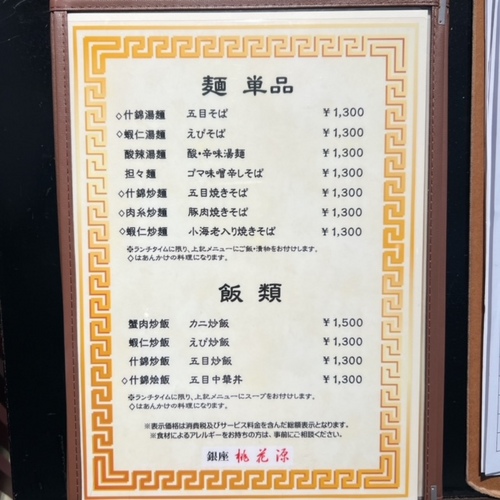 麺 単品
◇什錦湯麺 五目そば ￥1,300
◇蝦仁湯麺 えびそば ￥1,300
酸辣湯麺 酸・辛味湯麺 ￥1,300
担々麺 ゴマ味噌辛しそば ￥1,300
◇什錦炒麺 五目焼きそば ￥1,300
◇肉糸炒麺 豚肉焼きそば ￥1,300
◇蝦仁炒麺 小海老入り焼きそば ￥1,300
※ランチタイムに限り、上記メニューにご飯・漬物をお付けします。
◇はあんかけの料理になります。
飯 類
蟹肉炒飯 カニ炒飯 ￥1,500
蝦仁炒飯 えび炒飯 ￥1,300
什錦炒飯 五目炒飯 ￥1,300
◇什錦烩飯 五目中華丼 ￥1,300
※ランチタイムに限り、上記メニューにスープをお付けします。
◇はあんかけの料理になります。
※表示価格は消費税及びサービス料金を含んだ総額表示となります。
※食材によるアレルギーをお持ちの方は、事前にご相談ください。
銀座 桃花源